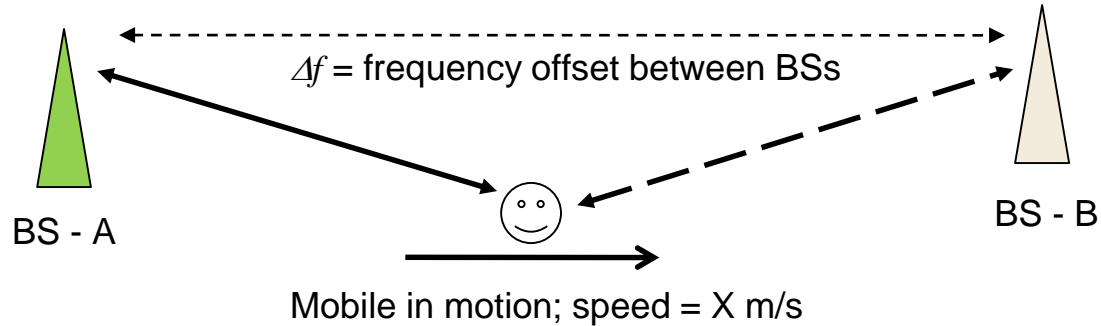 Δf = frequency offset between BSs
BS - A
BS - B
Mobile in motion; speed = X m/s